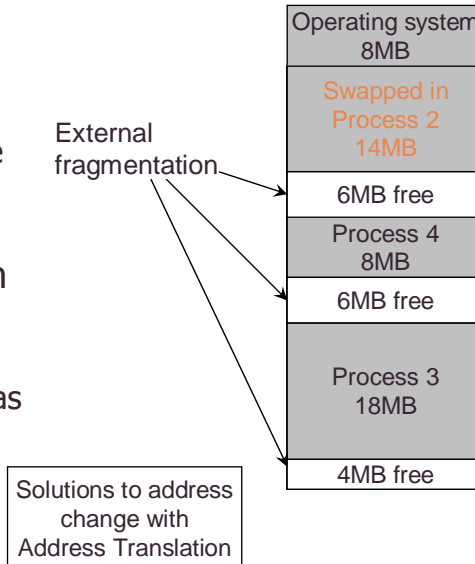 Operating system
8MB
Swapped in
Process 2
14MB
External
fragmentation
e
6MB free
Process 4
8MB
n
6MB free
Process 3
18MB
as
4MB free
Solutions to address
change with
Address Translation